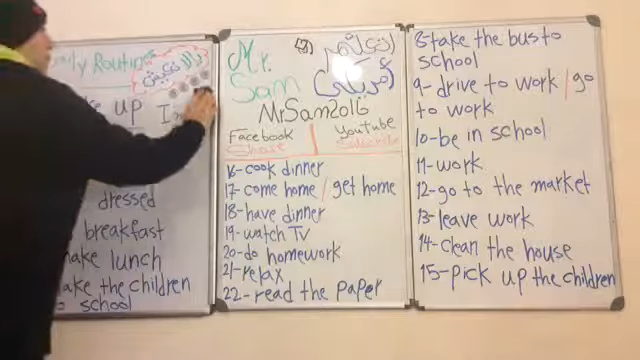 ily Routine
up
I
dressed
breakfast
ake lunch
ake the children
school
Mr.
Sam
MrSam2016
Facebook
Share
Youtube
Subscribe
16-cook dinner
17-come home / get home
18-have dinner
19-watch TV
20-do homework
21-relax
22-read the paper
8-take the bus to
school
9-drive to work / go
to work
10-be in school
11-work
12-go to the market
13-leave work
14-clean the house
15-pick up the children